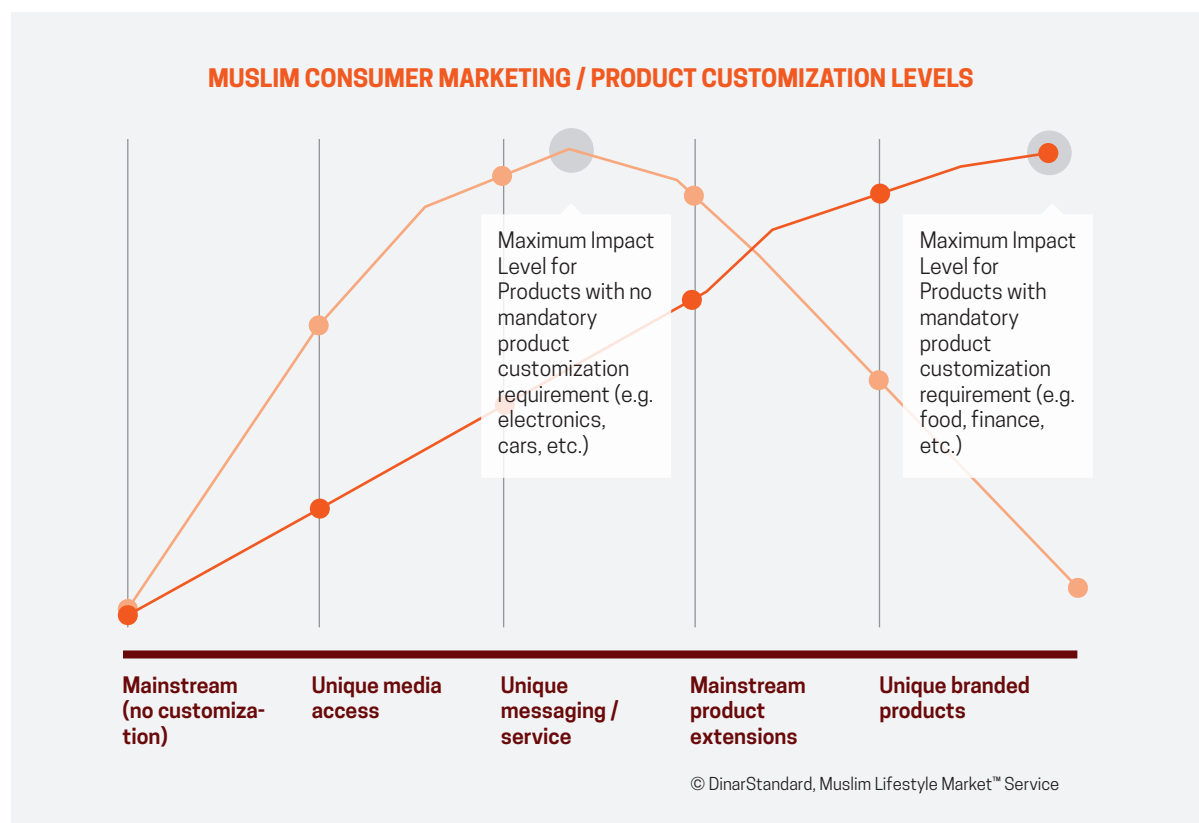 MUSLIM CONSUMER MARKETING / PRODUCT CUSTOMIZATION LEVELS
Maximum Impact
Level for
Products with no
mandatory
product
customization
requirement (e.g.
electronics,
cars, etc.)
Maximum Impact
Level for
Products with
mandatory
product
customization
requirement (e.g.
food, finance,
etc.)
Mainstream
(no customiza-
tion)
Unique media
access
Unique
messaging /
service
Mainstream
product
extensions
Unique branded
products
© DinarStandard, Muslim Lifestyle Market™ Service